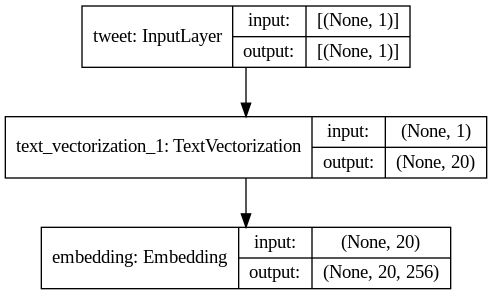 tweet: InputLayer
input: [(None, 1)]
output: [(None, 1)]
text_vectorization_1: TextVectorization
input: (None, 1)
output: (None, 20)
embedding: Embedding
input: (None, 20)
output: (None, 20, 256)